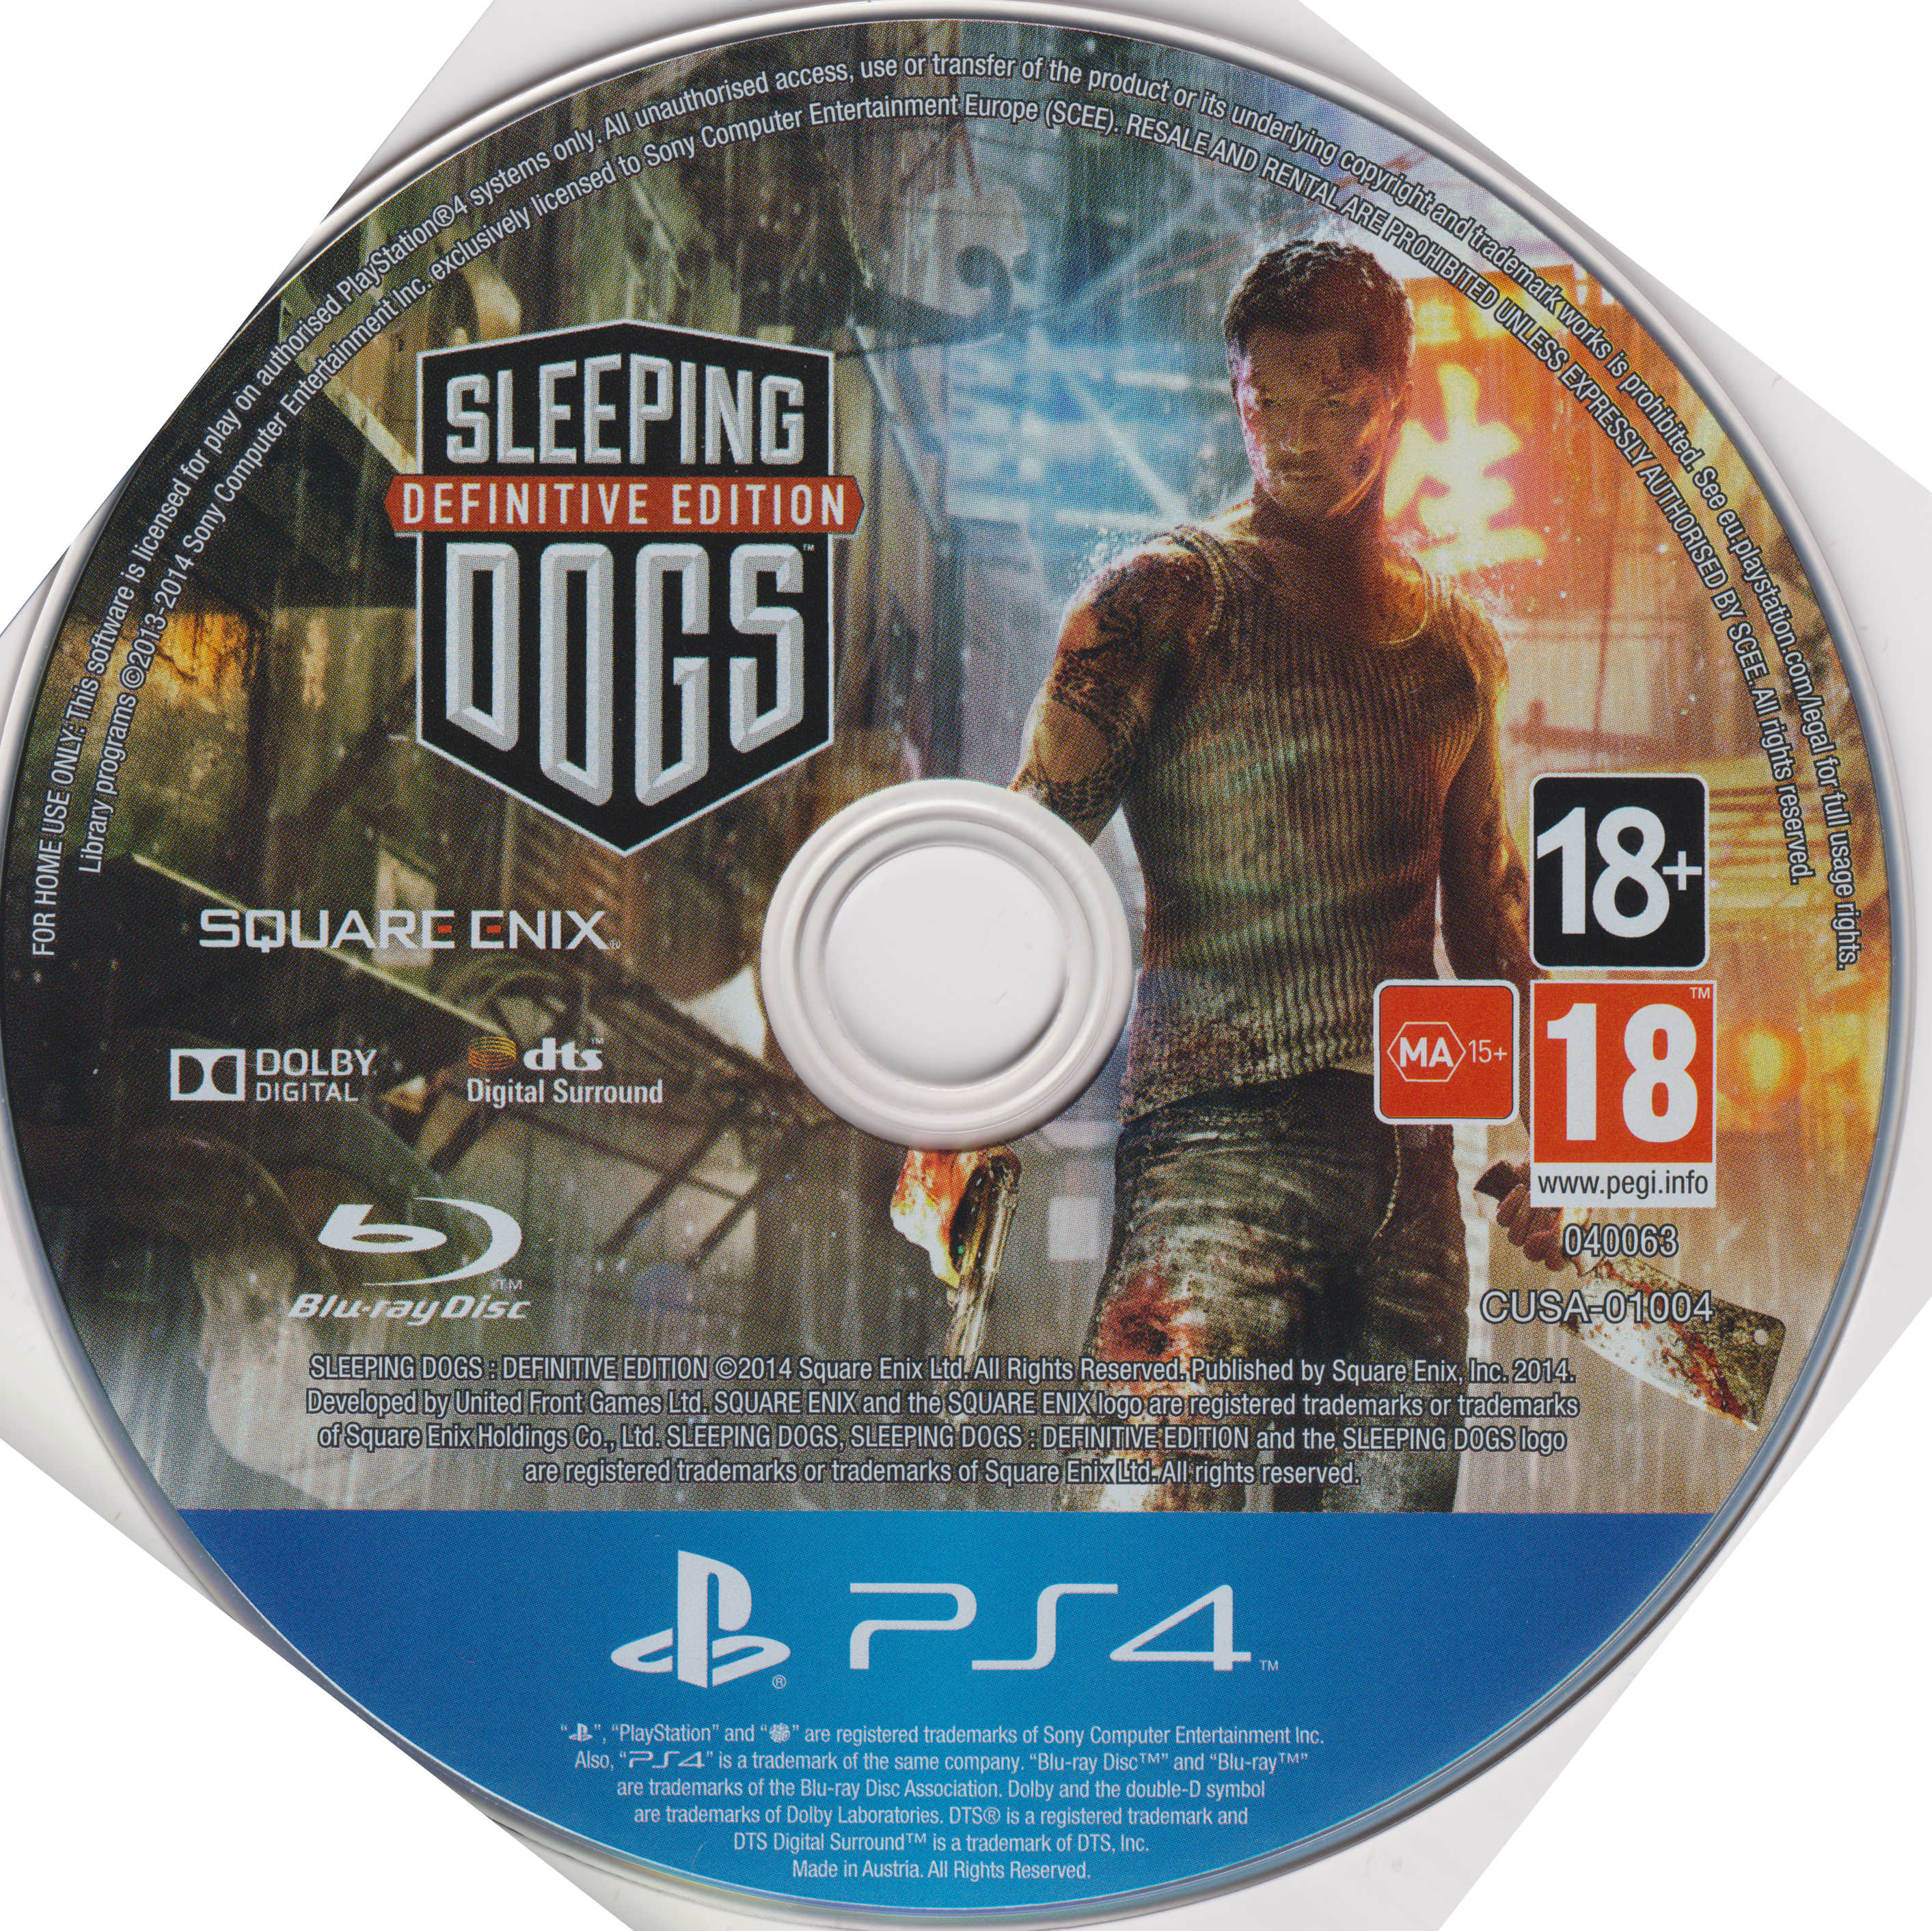 FOR HOME USE ONLY: This software is licensed for play on authorised PlayStation®4 systems only. All unauthorised access, use or transfer of the product or its underlying copyright and trademark works is prohibited. See eu.playstation.com/legal for full usage rights.
Library programs ©2013-2014 Sony Computer Entertainment Inc. exclusively licensed to Sony Computer Entertainment Europe (SCEE). RESALE AND RENTAL ARE PROHIBITED UNLESS EXPRESSLY AUTHORISED BY SCEE. All rights reserved.
SLEEPING
DEFINITIVE EDITION
DOGS™
生
18+
SQUARE ENIX®
MA 15+
18™
www.pegi.info
DOLBY
DIGITAL
dts™
Digital Surround
040063
CUSA-01004
Blu-ray Disc™
SLEEPING DOGS : DEFINITIVE EDITION ©2014 Square Enix Ltd. All Rights Reserved. Published by Square Enix, Inc. 2014.
Developed by United Front Games Ltd. SQUARE ENIX and the SQUARE ENIX logo are registered trademarks or trademarks
of Square Enix Holdings Co., Ltd. SLEEPING DOGS, SLEEPING DOGS : DEFINITIVE EDITION and the SLEEPING DOGS logo
are registered trademarks or trademarks of Square Enix Ltd. All rights reserved.
® PS4™
“ ”, “PlayStation” and “ ” are registered trademarks of Sony Computer Entertainment Inc.
Also, “PS4” is a trademark of the same company. “Blu-ray Disc™” and “Blu-ray™”
are trademarks of the Blu-ray Disc Association. Dolby and the double-D symbol
are trademarks of Dolby Laboratories. DTS® is a registered trademark and
DTS Digital Surround™ is a trademark of DTS, Inc.
Made in Austria. All Rights Reserved.